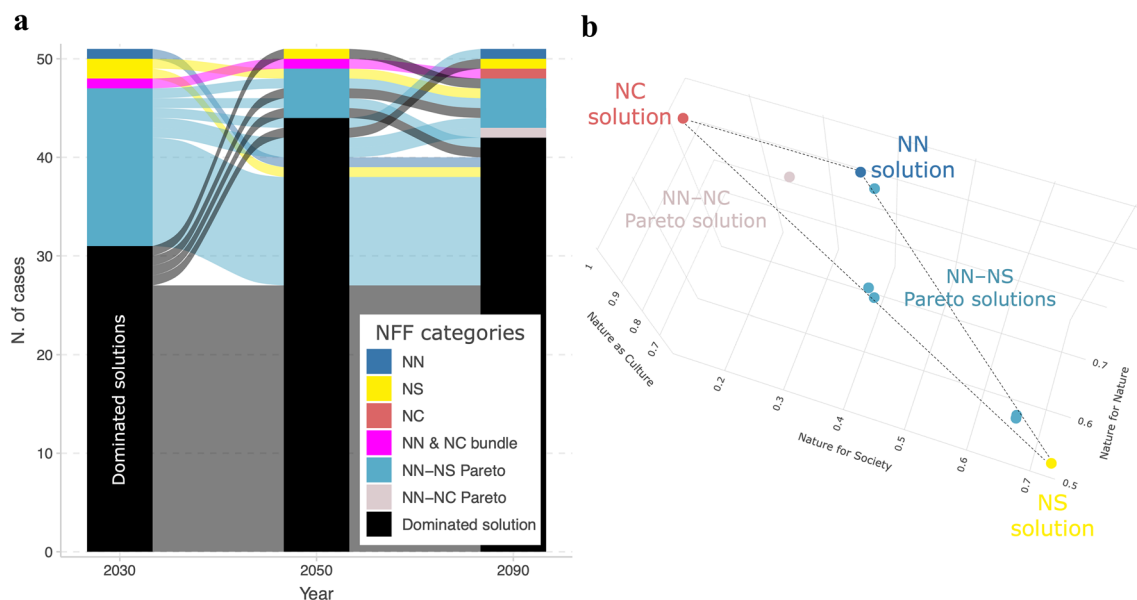 a
50
40
30
20
10
0
N. of cases
Dominated solutions
2030
2050
2090
Year
NFF categories
NN
NS
NC
NN & NC bundle
NN–NS Pareto
NN–NC Pareto
Dominated solution
b
NC
solution
NN
solution
NN–NC
Pareto solution
NN–NS
Pareto solutions
NS
solution
1
0.9
0.8
0.7
Nature as Culture
0.2
0.3
0.4
0.5
0.6
0.7
Nature for Society
0.7
0.6
0.5
Nature for Nature